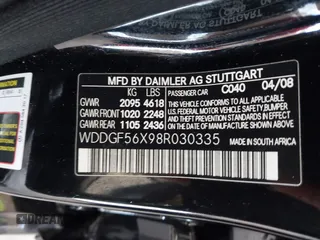 MFD BY DAIMLER AG STUTTGART
KG LBS C040 04/08
GVWR 2095 4618
GAWR FRONT 1020 2248
GAWR REAR 1105 2436
THIS VEHICLE CONFORMS TO ALL
APPLICABLE FEDERAL MOTOR
VEHICLE SAFETY, BUMPER,
AND THEFT PREVENTION
STANDARDS IN EFFECT ON THE
DATE OF MANUFACTURE
SHOWN ABOVE.
WDDGF56X98R030335
MADE IN SOUTH AFRICA